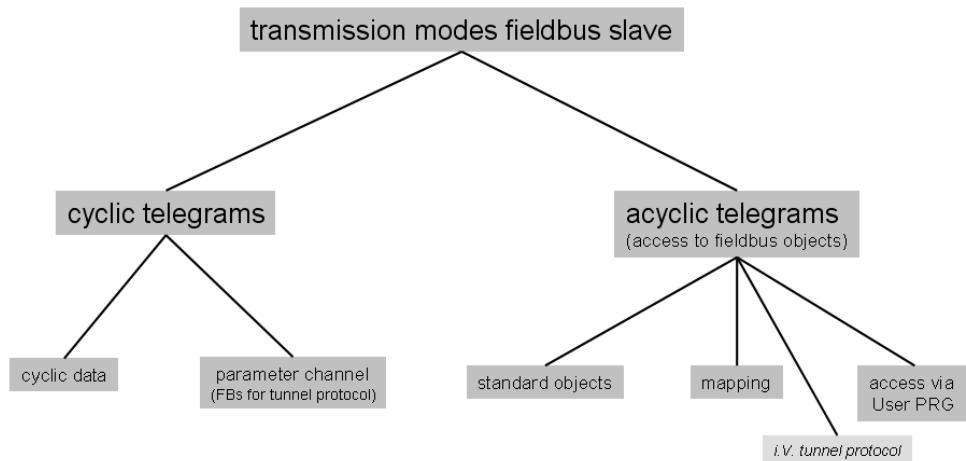 transmission modes fieldbus slave
cyclic telegrams
acyclic telegrams
(access to fieldbus objects)
cyclic data
parameter channel
(FBs for tunnel protocol)
standard objects
mapping
access via
User PRG
i.V. tunnel protocol